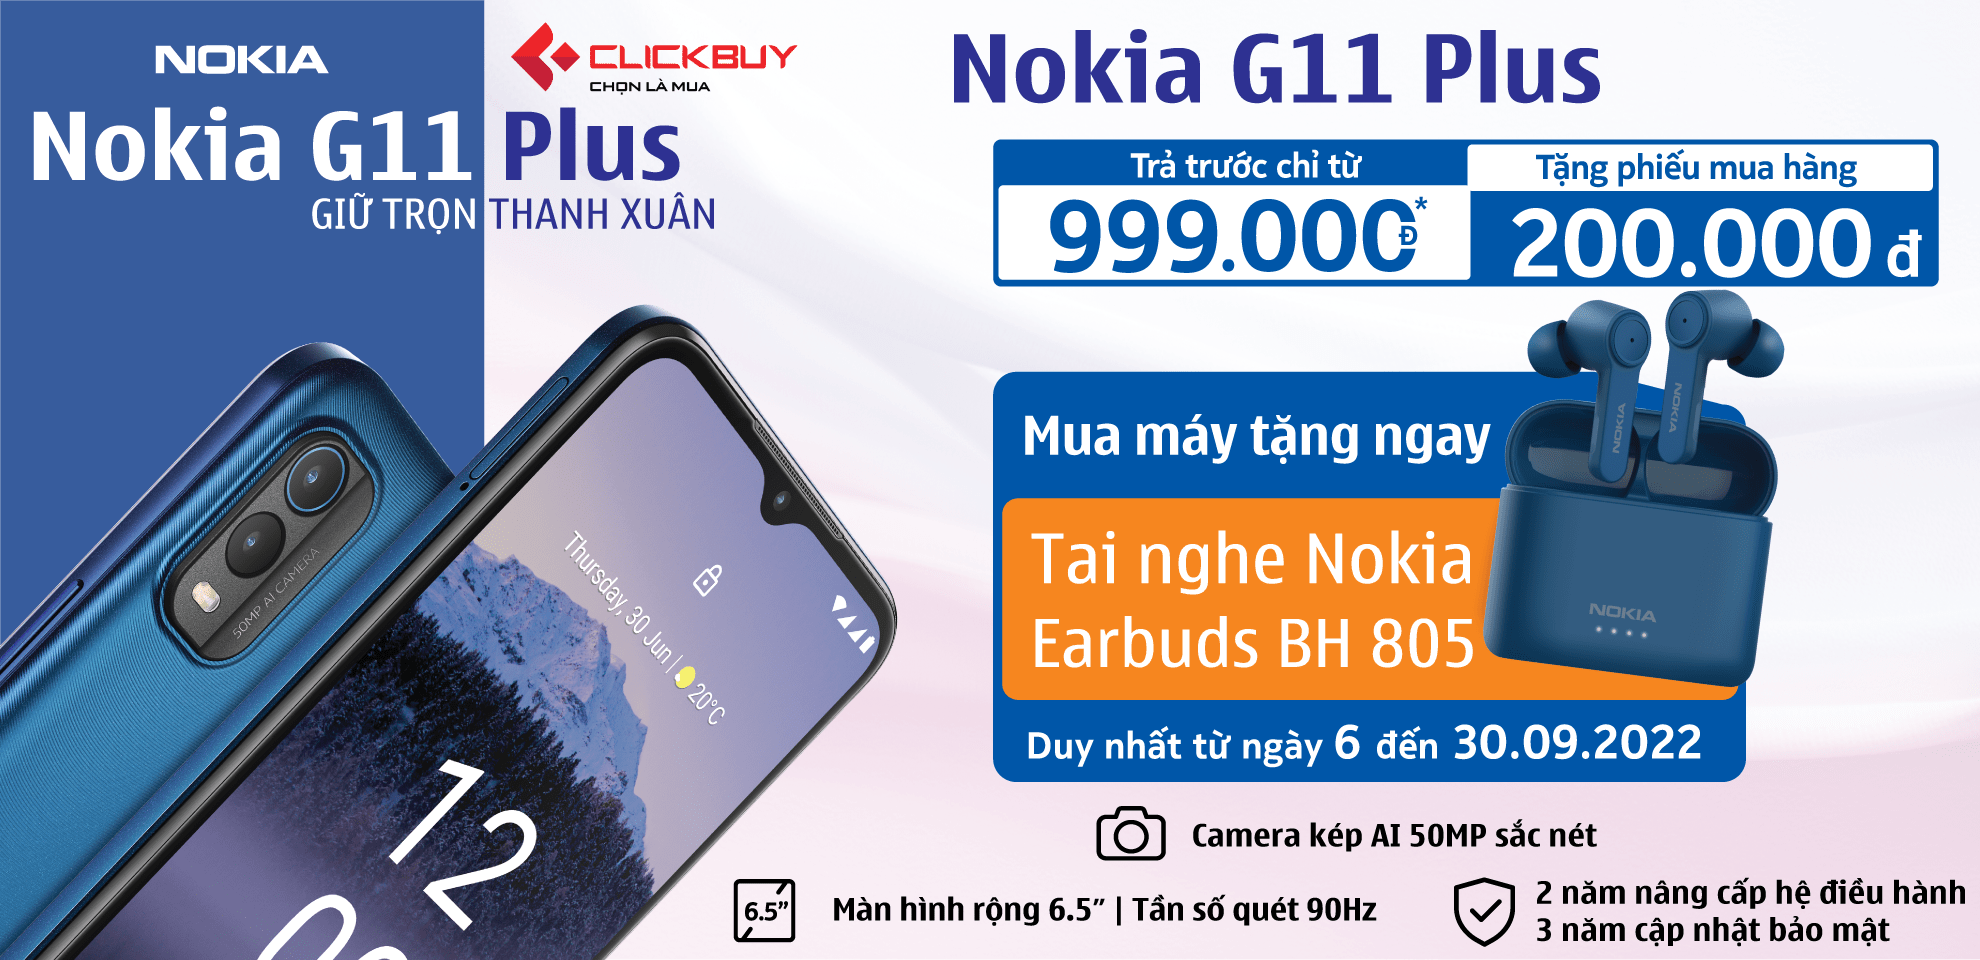 NOKIA
CLICKBUY
CHỌN LÀ MUA
Nokia G11 Plus
GIỮ TRỌN THANH XUÂN
50MP AI CAMERA
Thursday, 30 Jun | 20°C
12
Nokia G11 Plus
Trả trước chỉ từ
999.000Đ*
Tặng phiếu mua hàng
200.000 đ
Mua máy tặng ngay
Tai nghe Nokia
Earbuds BH 805
NOKIA
NOKIA
NOKIA
Duy nhất từ ngày 6 đến 30.09.2022
Camera kép AI 50MP sắc nét
6.5”
Màn hình rộng 6.5” | Tần số quét 90Hz
2 năm nâng cấp hệ điều hành
3 năm cập nhật bảo mật